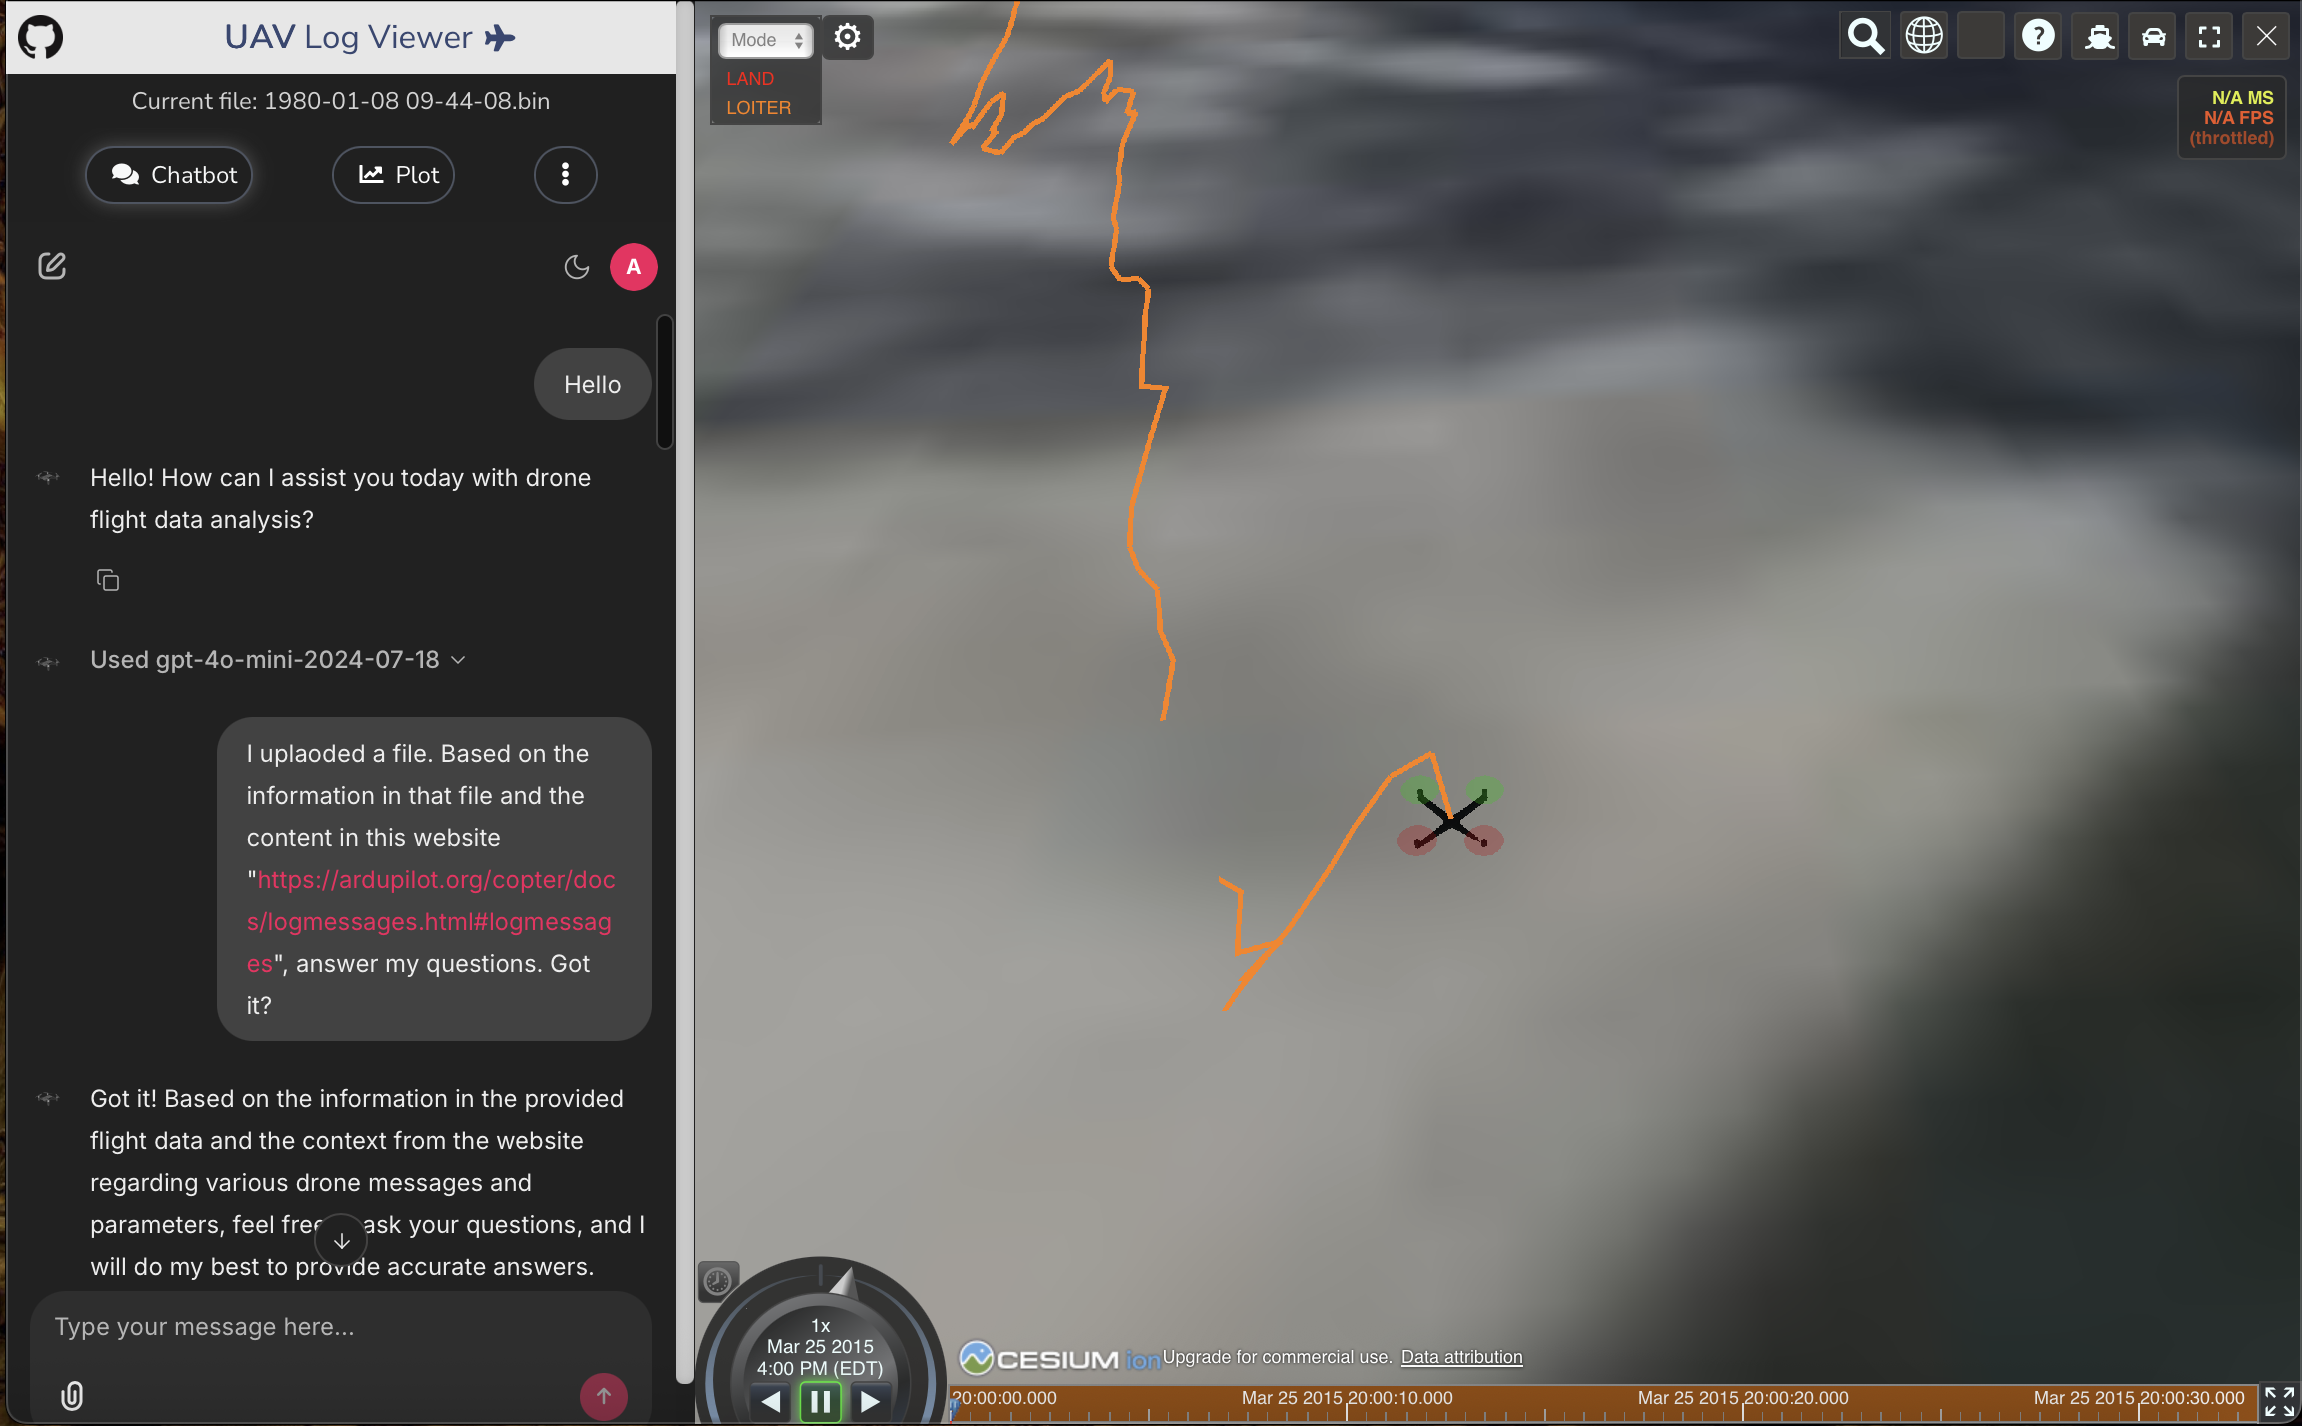 UAV Log Viewer
Current file: 1980-01-08 09-44-08.bin
Chatbot
Plot
A
Hello
Hello! How can I assist you today with drone
flight data analysis?
Used gpt-4o-mini-2024-07-18
I uplaoded a file. Based on the
information in that file and the
content in this website
"https://ardupilot.org/copter/doc
s/logmessages.html#logmessag
es", answer my questions. Got
it?
Got it! Based on the information in the provided
flight data and the context from the website
regarding various drone messages and
parameters, feel free ask your questions, and I
will do my best to provide accurate answers.
Type your message here...
Mode
LAND
LOITER
?
N/A MS
N/A FPS
(throttled)
1x
Mar 25 2015
4:00 PM (EDT)
CESIUM ion Upgrade for commercial use. Data attribution
20:00:00.000
Mar 25 2015 20:00:10.000
Mar 25 2015 20:00:20.000
Mar 25 2015 20:00:30.000